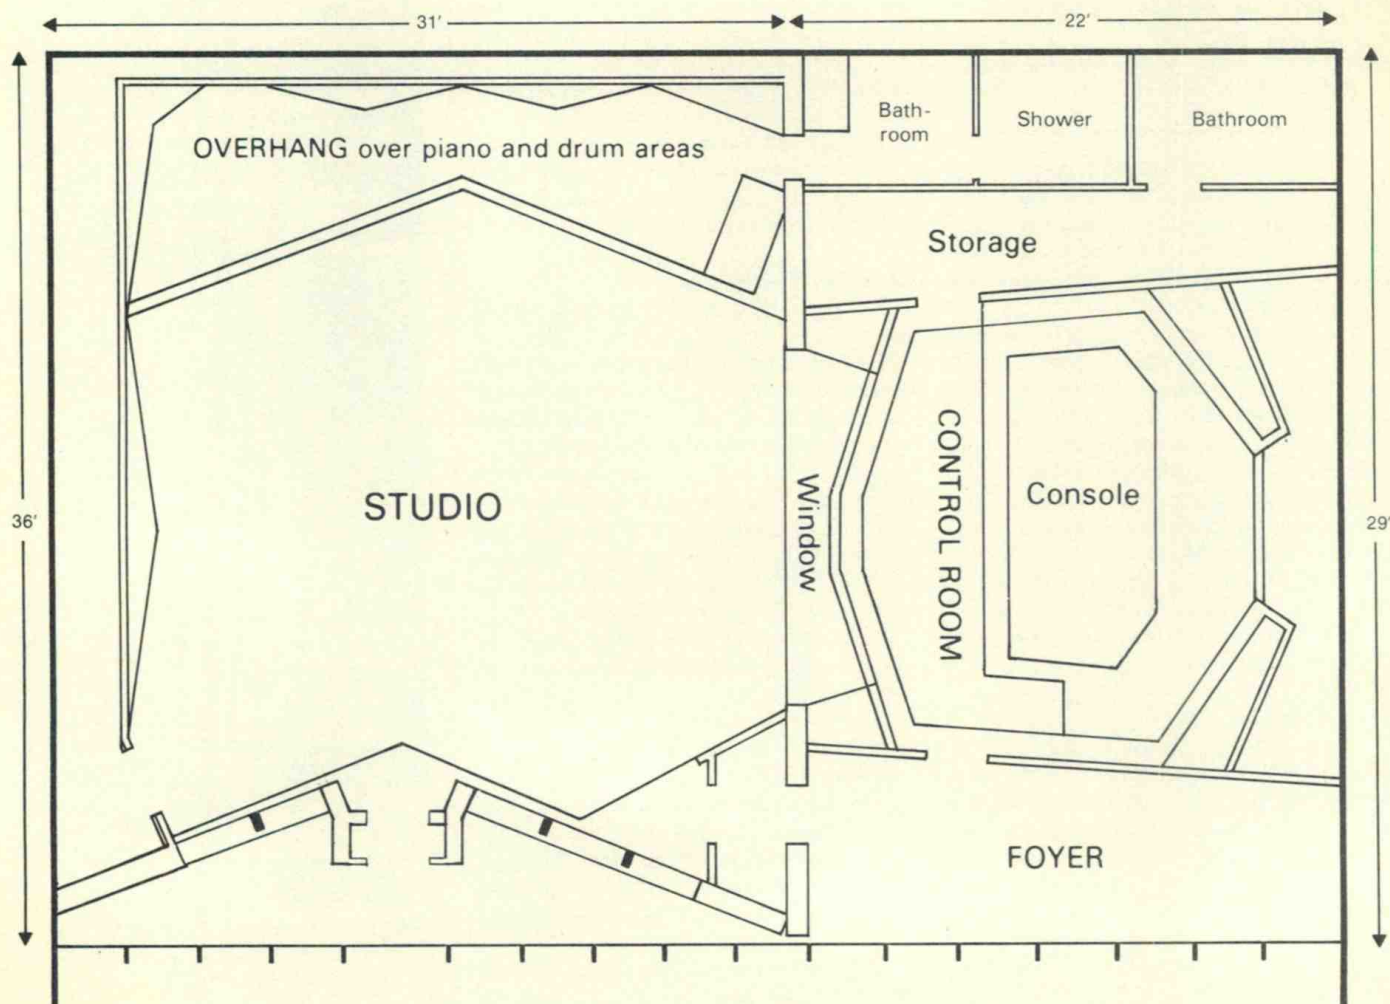 31′
22′
Bath-
room
Shower
Bathroom
OVERHANG over piano and drum areas
Storage
CONTROL ROOM
Window
STUDIO
Console
36′
29′
FOYER